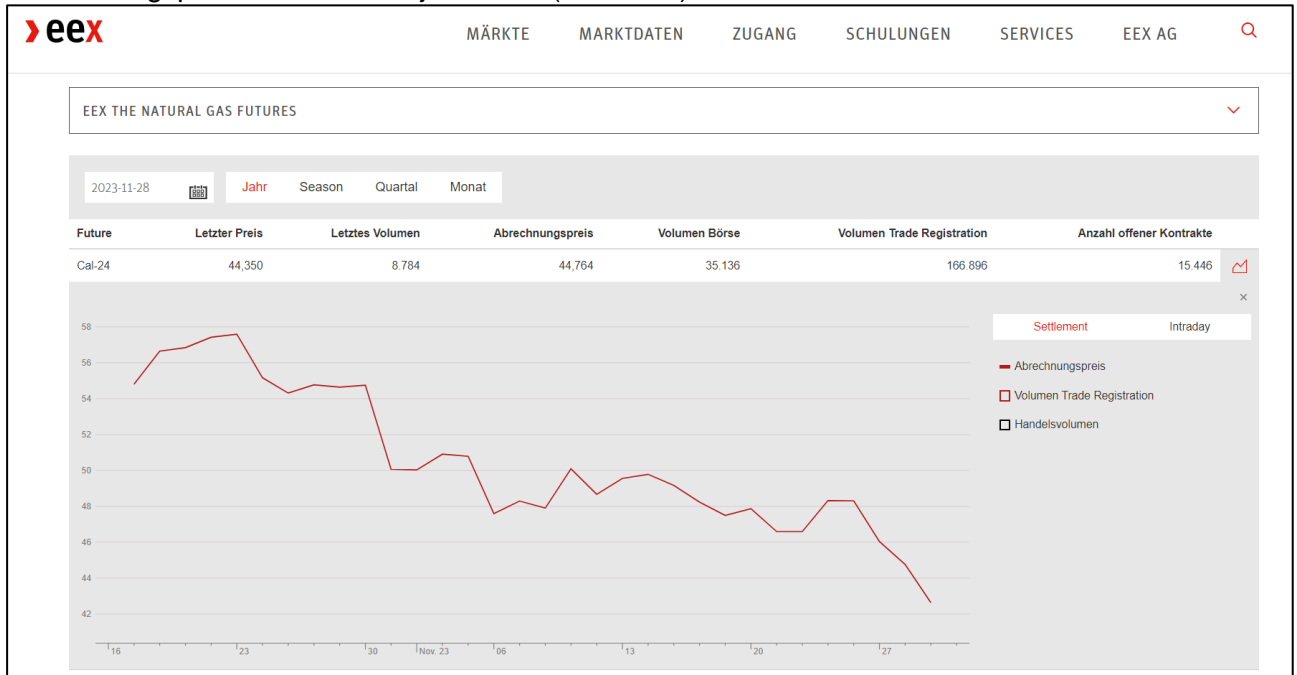 eex
MÄRKTE MARKTDATEN ZUGANG SCHULUNGEN SERVICES EEX AG
EEX THE NATURAL GAS FUTURES
2023-11-28 Jahr Season Quartal Monat
Future Letzter Preis Letztes Volumen Abrechnungspreis Volumen Börse Volumen Trade Registration Anzahl offener Kontrakte
Cal-24 44,350 8.784 44,764 35.136 166.896 15.446
×
58
56
54
52
50
48
46
44
42
Settlement Intraday
Abrechnungspreis
Volumen Trade Registration
Handelsvolumen
16 23 30 Nov. 23 06 13 20 27